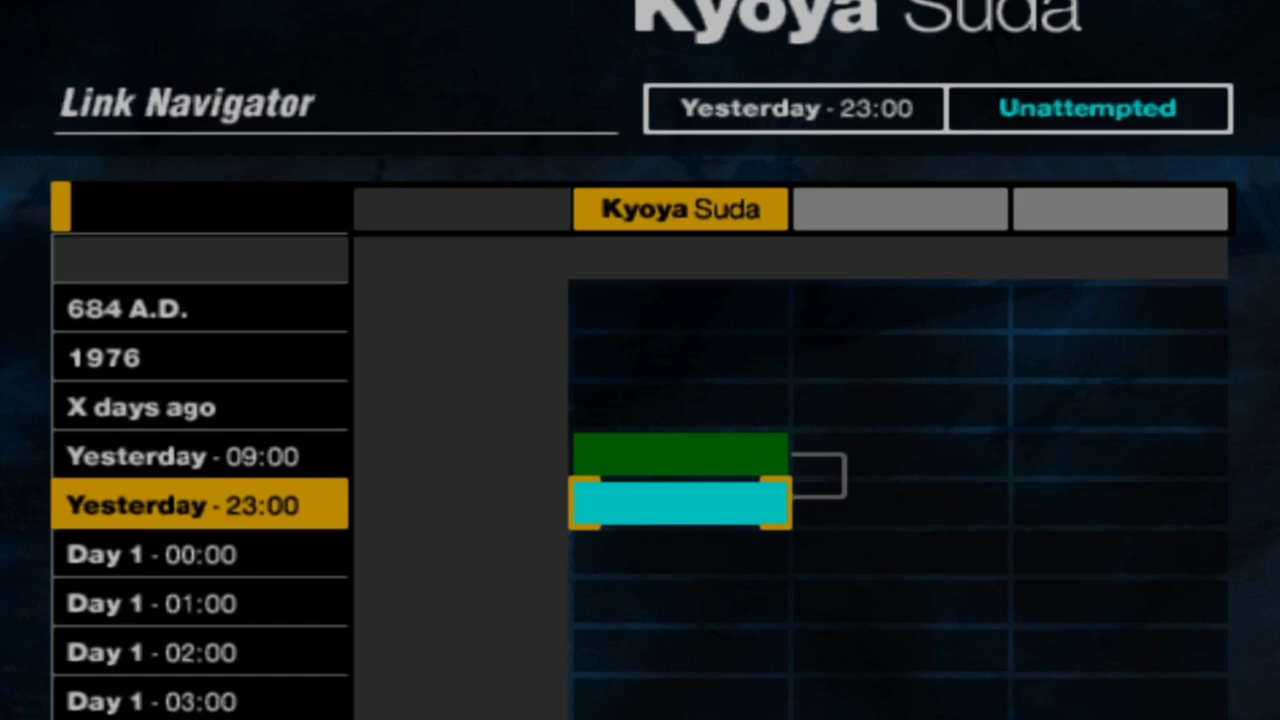 Kyoya Suda
Link Navigator
Yesterday - 23:00
Unattempted
Kyoya Suda
684 A.D.
1976
X days ago
Yesterday - 09:00
Yesterday - 23:00
Day 1 - 00:00
Day 1 - 01:00
Day 1 - 02:00
Day 1 - 03:00